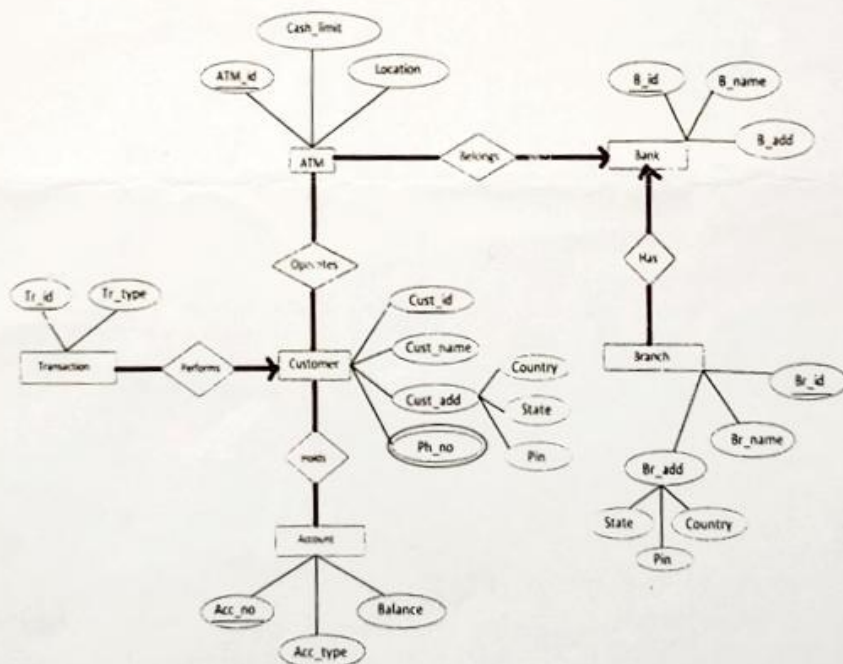 Cash_limit
ATM_id
Location
ATM
Belongs
B_id
B_name
B_add
Bank
Operates
Has
Tr_id
Tr_type
Transaction
Performs
Customer
Cust_id
Cust_name
Cust_add
Ph_no
Country
State
Pin
Branch
Br_id
Br_name
Br_add
State
Country
Pin
Holds
Account
Acc_no
Acc_type
Balance